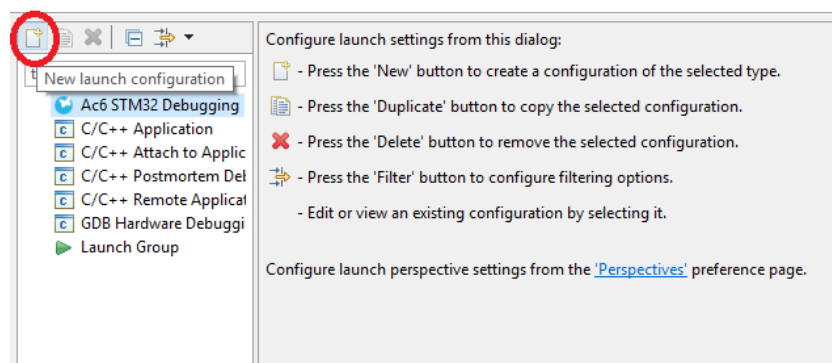 New launch configuration
Ac6 STM32 Debugging
C/C++ Application
C/C++ Attach to Applic
C/C++ Postmortem Del
C/C++ Remote Applicat
GDB Hardware Debuggi
Launch Group
Configure launch settings from this dialog:
- Press the 'New' button to create a configuration of the selected type.
- Press the 'Duplicate' button to copy the selected configuration.
- Press the 'Delete' button to remove the selected configuration.
- Press the 'Filter' button to configure filtering options.
- Edit or view an existing configuration by selecting it.
Configure launch perspective settings from the 'Perspectives' preference page.